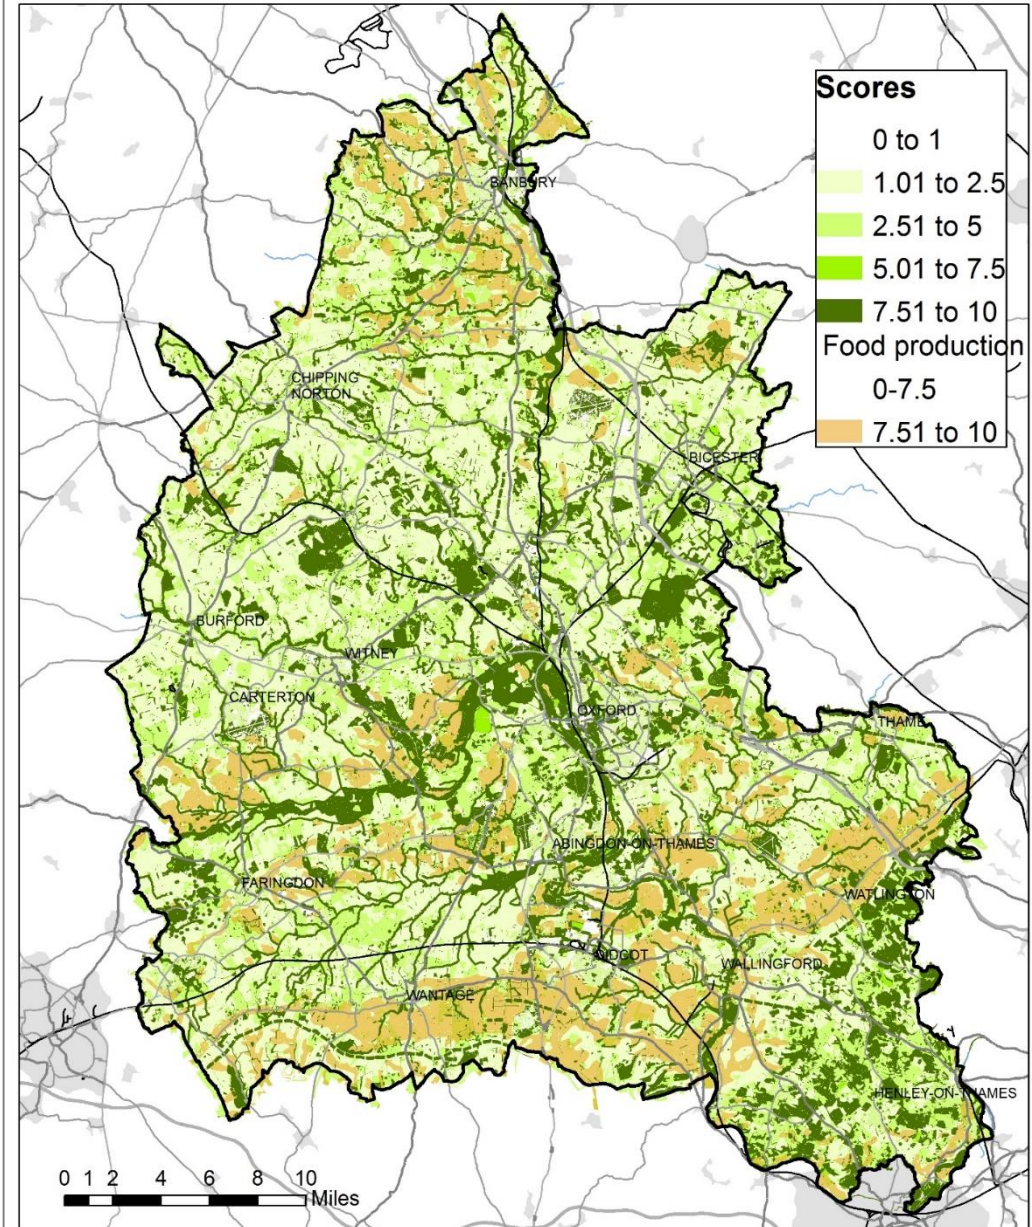 Scores
0 to 1
1.01 to 2.5
2.51 to 5
5.01 to 7.5
7.51 to 10
Food production
0-7.5
7.51 to 10
BANBURY
CHIPPING
NORTON
BICESTER
BURFORD
WITNEY
CARTERTON
OXFORD
THAME
ABINGDON-ON-THAMES
FARINGDON
WATLINGTON
DIDCOT
WALLINGFORD
WANTAGE
HENLEY-ON-THAMES
0 1 2 4 6 8 10
Miles